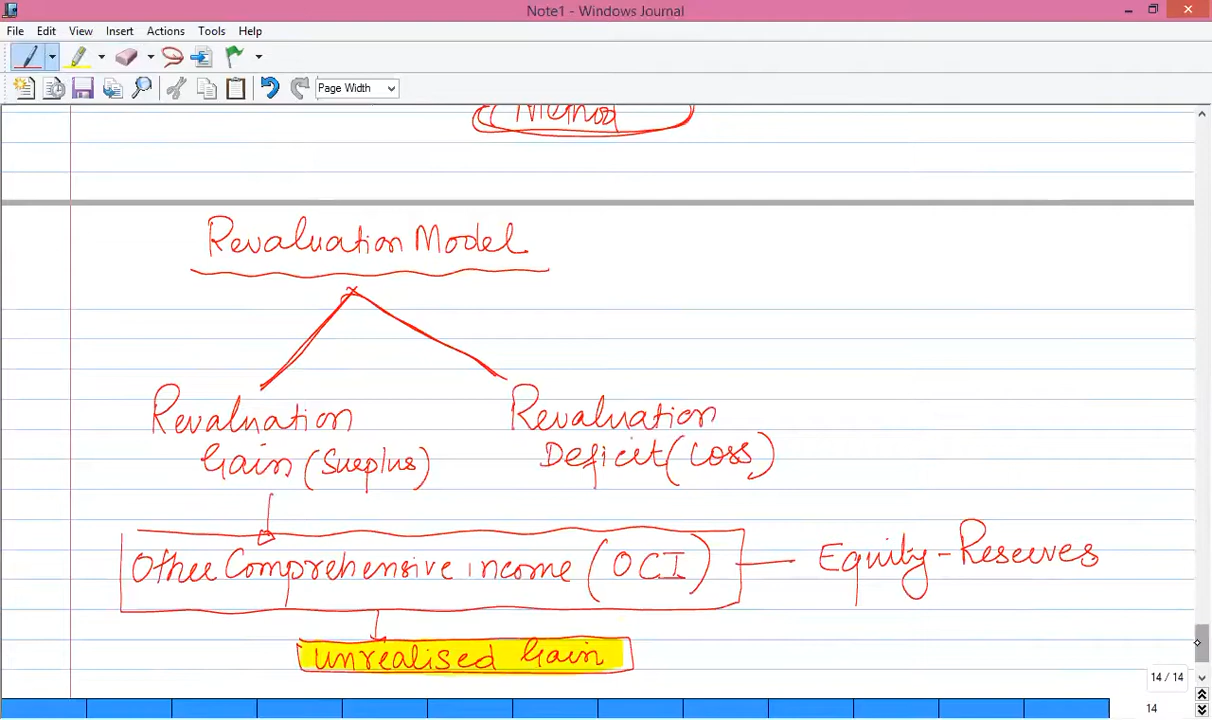 Note1 - Windows Journal
File Edit View Insert Actions Tools Help
Page Width
Method
Revaluation Model
Revaluation Revaluation
Gain (Surplus) Deficit (Loss)
Other Comprehensive income (OCI) Equity-Reserves
unrealised Gain
14 / 14
14